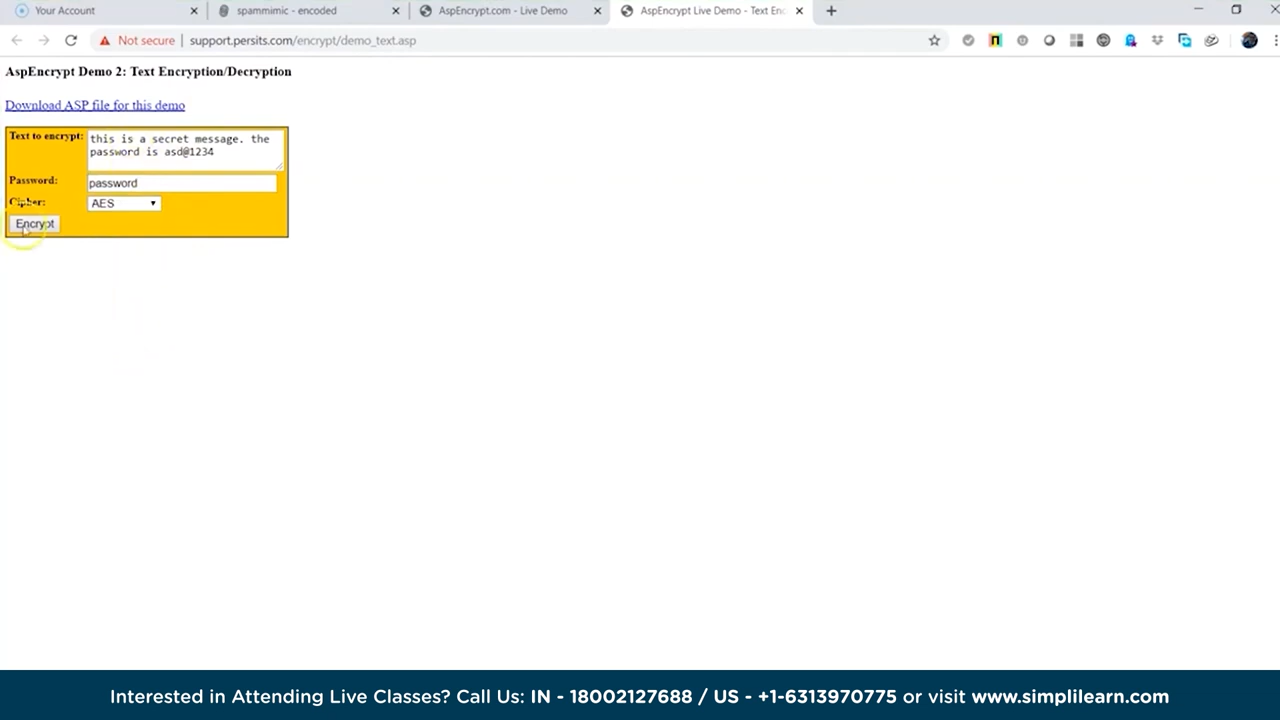 Your Account
spammimic - encoded
AspEncrypt.com - Live Demo
AspEncrypt Live Demo - Text Enc
Not secure | support.persits.com/encrypt/demo_text.asp
AspEncrypt Demo 2: Text Encryption/Decryption
Download ASP file for this demo
Text to encrypt:
this is a secret message. the
password is asd@1234
Password:
password
Cipher:
AES
Encrypt
Interested in Attending Live Classes? Call Us: IN - 18002127688 / US - +1-6313970775 or visit www.simplilearn.com